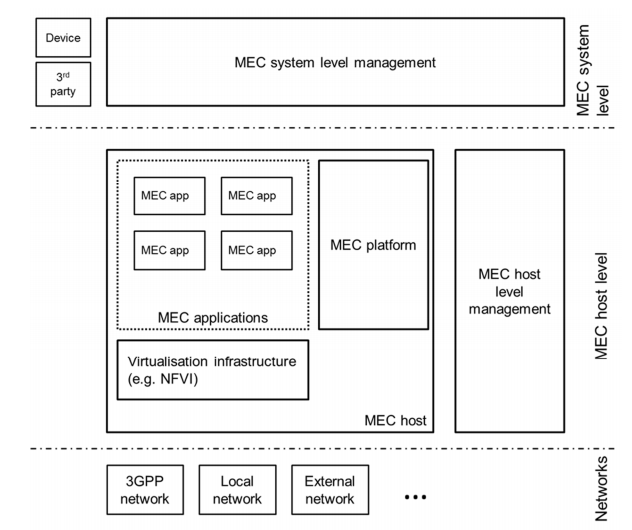 Device
3rd
party
MEC system level management
MEC system
level
MEC app
MEC app
MEC app
MEC app
MEC applications
MEC platform
Virtualisation infrastructure
(e.g. NFVI)
MEC host
MEC host
level
management
MEC host level
3GPP
network
Local
network
External
network
...
Networks